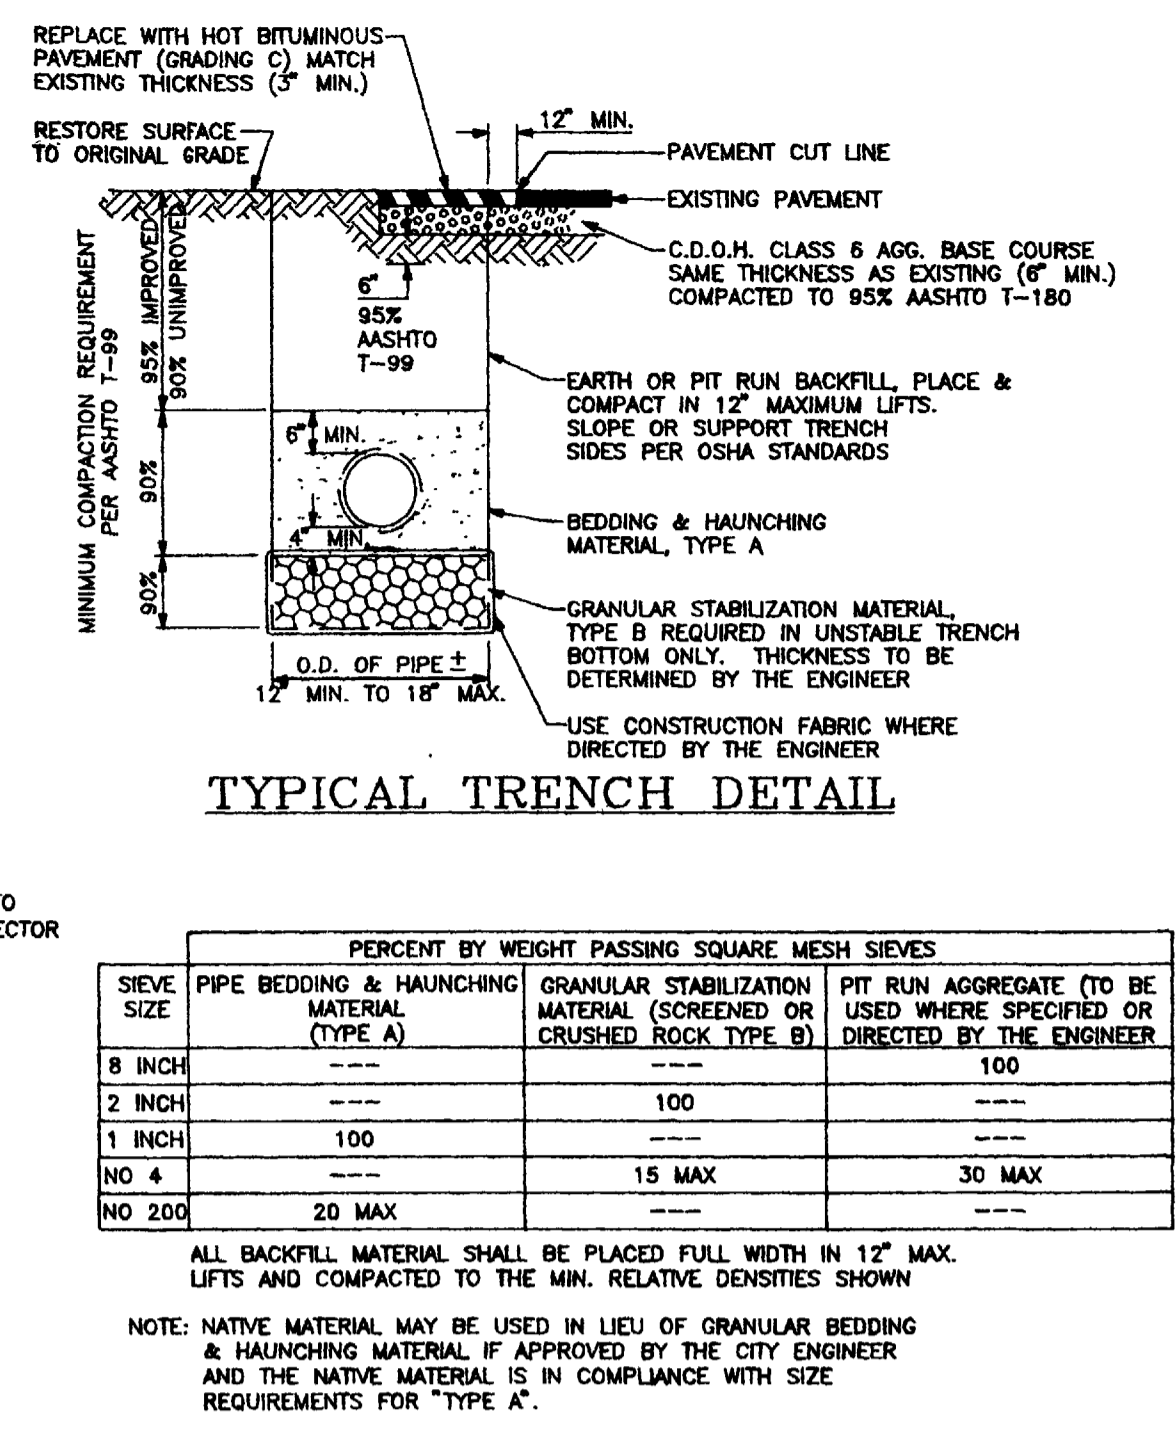 REPLACE WITH HOT BITUMINOUS
PAVEMENT (GRADING C) MATCH
EXISTING THICKNESS (3" MIN.)
12" MIN.
RESTORE SURFACE
TO ORIGINAL GRADE
PAVEMENT CUT LINE
EXISTING PAVEMENT
C.D.O.H. CLASS 6 AGG. BASE COURSE
SAME THICKNESS AS EXISTING (6" MIN.)
COMPACTED TO 95% AASHTO T-180
6"
95%
AASHTO
T-99
MINIMUM COMPACTION REQUIREMENT
PER AASHTO T-99
95% IMPROVED
90% UNIMPROVED
90%
90%
EARTH OR PIT RUN BACKFILL, PLACE &
COMPACT IN 12" MAXIMUM LIFTS.
SLOPE OR SUPPORT TRENCH
SIDES PER OSHA STANDARDS
6" MIN.
4" MIN.
BEDDING & HAUNCHING
MATERIAL, TYPE A
GRANULAR STABILIZATION MATERIAL,
TYPE B REQUIRED IN UNSTABLE TRENCH
BOTTOM ONLY. THICKNESS TO BE
DETERMINED BY THE ENGINEER
O.D. OF PIPE ±
12" MIN. TO 18" MAX.
USE CONSTRUCTION FABRIC WHERE
DIRECTED BY THE ENGINEER
TYPICAL TRENCH DETAIL
TO
ECTOR
PERCENT BY WEIGHT PASSING SQUARE MESH SIEVES
SIEVE SIZE
PIPE BEDDING & HAUNCHING
MATERIAL
(TYPE A)
GRANULAR STABILIZATION
MATERIAL (SCREENED OR
CRUSHED ROCK TYPE B)
PIT RUN AGGREGATE (TO BE
USED WHERE SPECIFIED OR
DIRECTED BY THE ENGINEER
8 INCH --- --- 100
2 INCH --- 100 ---
1 INCH 100 --- ---
NO 4 --- 15 MAX 30 MAX
NO 200 20 MAX --- ---
ALL BACKFILL MATERIAL SHALL BE PLACED FULL WIDTH IN 12" MAX.
LIFTS AND COMPACTED TO THE MIN. RELATIVE DENSITIES SHOWN
NOTE: NATIVE MATERIAL MAY BE USED IN LIEU OF GRANULAR BEDDING
& HAUNCHING MATERIAL IF APPROVED BY THE CITY ENGINEER
AND THE NATIVE MATERIAL IS IN COMPLIANCE WITH SIZE
REQUIREMENTS FOR "TYPE A".